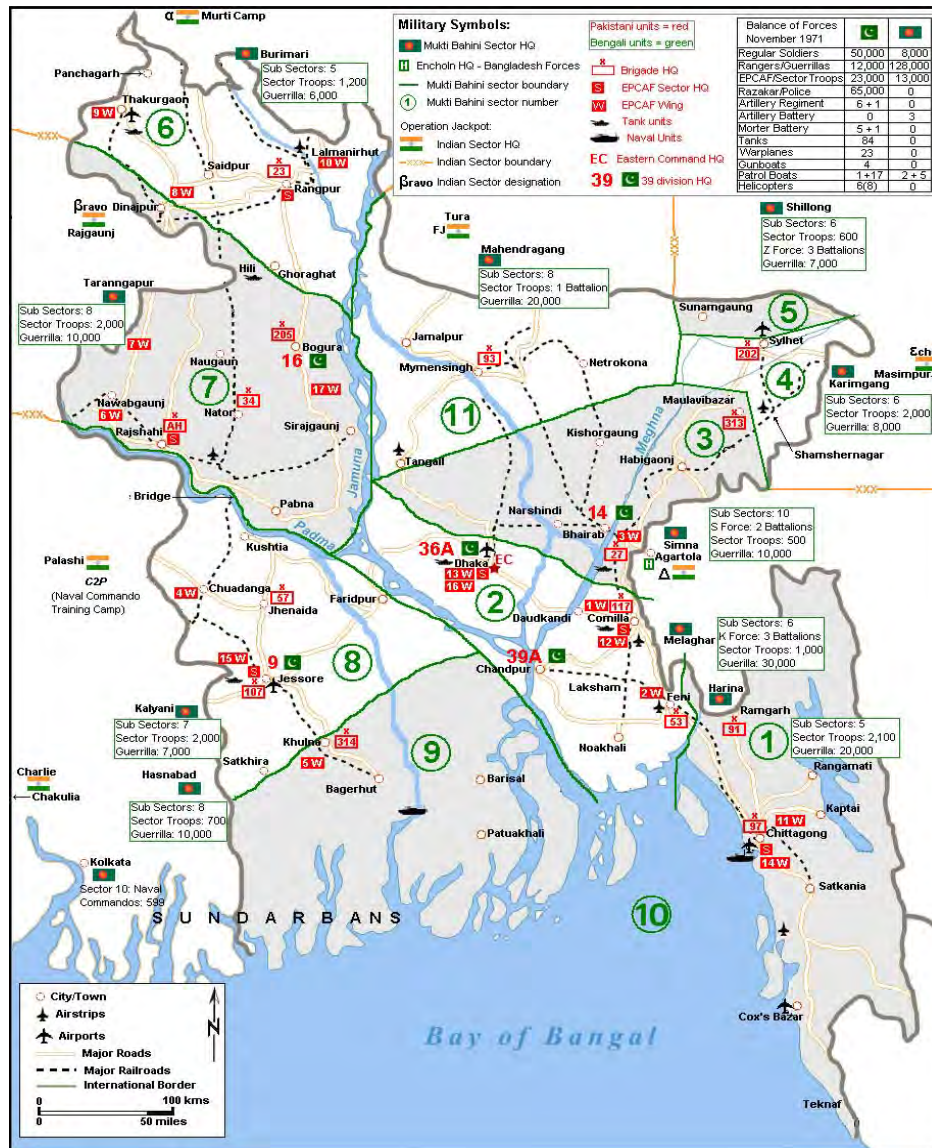 α
Murti Camp
Burimari
Sub Sectors: 5
Sector Troops: 1,200
Guerrilla: 6,000
Panchagarh
Thakurgaon
9 W
6
Saidpur
Lalmanirhut
10 W
23
Rangpur
S
8 W
βravo
Dinajpur
Rajgaunj
Military Symbols:
Mukti Bahini Sector HQ
H
Encholn HQ - Bangladesh Forces
Mukti Bahini sector boundary
1
Mukti Bahini sector number
Operation Jackpot:
Indian Sector HQ
XXX
Indian Sector boundary
βravo
Indian Sector designation
Pakistani units = red
Bengali units = green
X
Brigade HQ
S
EPCAF Sector HQ
W
EPCAF Wing
Tank units
Naval Units
EC
Eastern Command HQ
39
39 division HQ
Balance of Forces
November 1971
Regular Soldiers 50,000 8,000
Rangers/Guerrillas 12,000 128,000
EPCAF/SectorTroops 23,000 13,000
Razakar/Police 65,000 0
Artillery Regiment 6 + 1 0
Artillery Battery 0 3
Morter Battery 5 + 1 0
Tanks 84 0
Warplanes 23 0
Gunboats 4 0
Patrol Boats 1 +17 2 + 5
Helicopters 6(8) 0
Tura
FJ
Mahendragang
Sub Sectors: 8
Sector Troops: 1 Battalion
Guerrilla: 20,000
Shillong
Sub Sectors: 6
Sector Troops: 600
Z Force: 3 Battalions
Guerrilla: 7,000
XXX
Hili
Ghoraghat
Taranngapur
Sub Sectors: 8
Sector Troops: 2,000
Guerrilla: 10,000
7 W
205
Bogura
16
Naugaun
7
17 W
Nawabgaunj
6 W
34
Nator
AH
S
Rajshahi
Sirajgaunj
XXX
Pabna
Jamuna
Jamalpur
93
Mymensingh
Netrokona
11
Tangail
Kishorgaung
Sunamgaung
5
Sylhet
202
4
Maulavibazar
313
3
Habigaonj
Meghna
Shamshernagar
Karimgang
Sub Sectors: 6
Sector Troops: 2,000
Guerrilla: 8,000
εch
Masimpur
XXX
: Bridge
Padma
Kushtia
Palashi
C2P
(Naval Commando
Training Camp)
4 W
Chuadanga
57
Jhenaida
Faridpur
15 W
S
9
Jessore
107
8
Narshindi
14
Bhairab
3 W
27
36A
EC
Dhaka
13 W
S
16 W
2
Daudkandi
1 W
117
Comilla
S
12 W
39A
Chandpur
Laksham
2 W
Feni
53
Noakhali
Sub Sectors: 10
S Force: 2 Battalions
Sector Troops: 500
Guerrilla: 10,000
Simna
Agartola
H
Δ
Sub Sectors: 6
K Force: 3 Battalions
Sector Troops: 1,000
Guerilla: 30,000
Melaghar
Harina
Ramgarh
91
1
Sub Sectors: 5
Sector Troops: 2,100
Guerrilla: 20,000
Rangamati
Kaptai
11 W
97
Chittagong
S
14 W
Satkania
Kalyani
Sub Sectors: 7
Sector Troops: 2,000
Guerrilla: 7,000
Khulna
314
5 W
Satkhira
Bagerhut
9
Barisal
Patuakhali
Hasnabad
Sub Sectors: 8
Sector Troops: 700
Guerrilla: 10,000
Charlie
Chakulia
Kolkata
Sector 10: Naval
Commandos: 599
SUNDARBANS
10
Cox's Bazar
Teknaf
Bay of Bangal
City/Town
Airstrips
Airports
Major Roads
Major Railroads
International Border
N
0 100 kms
0 50 miles